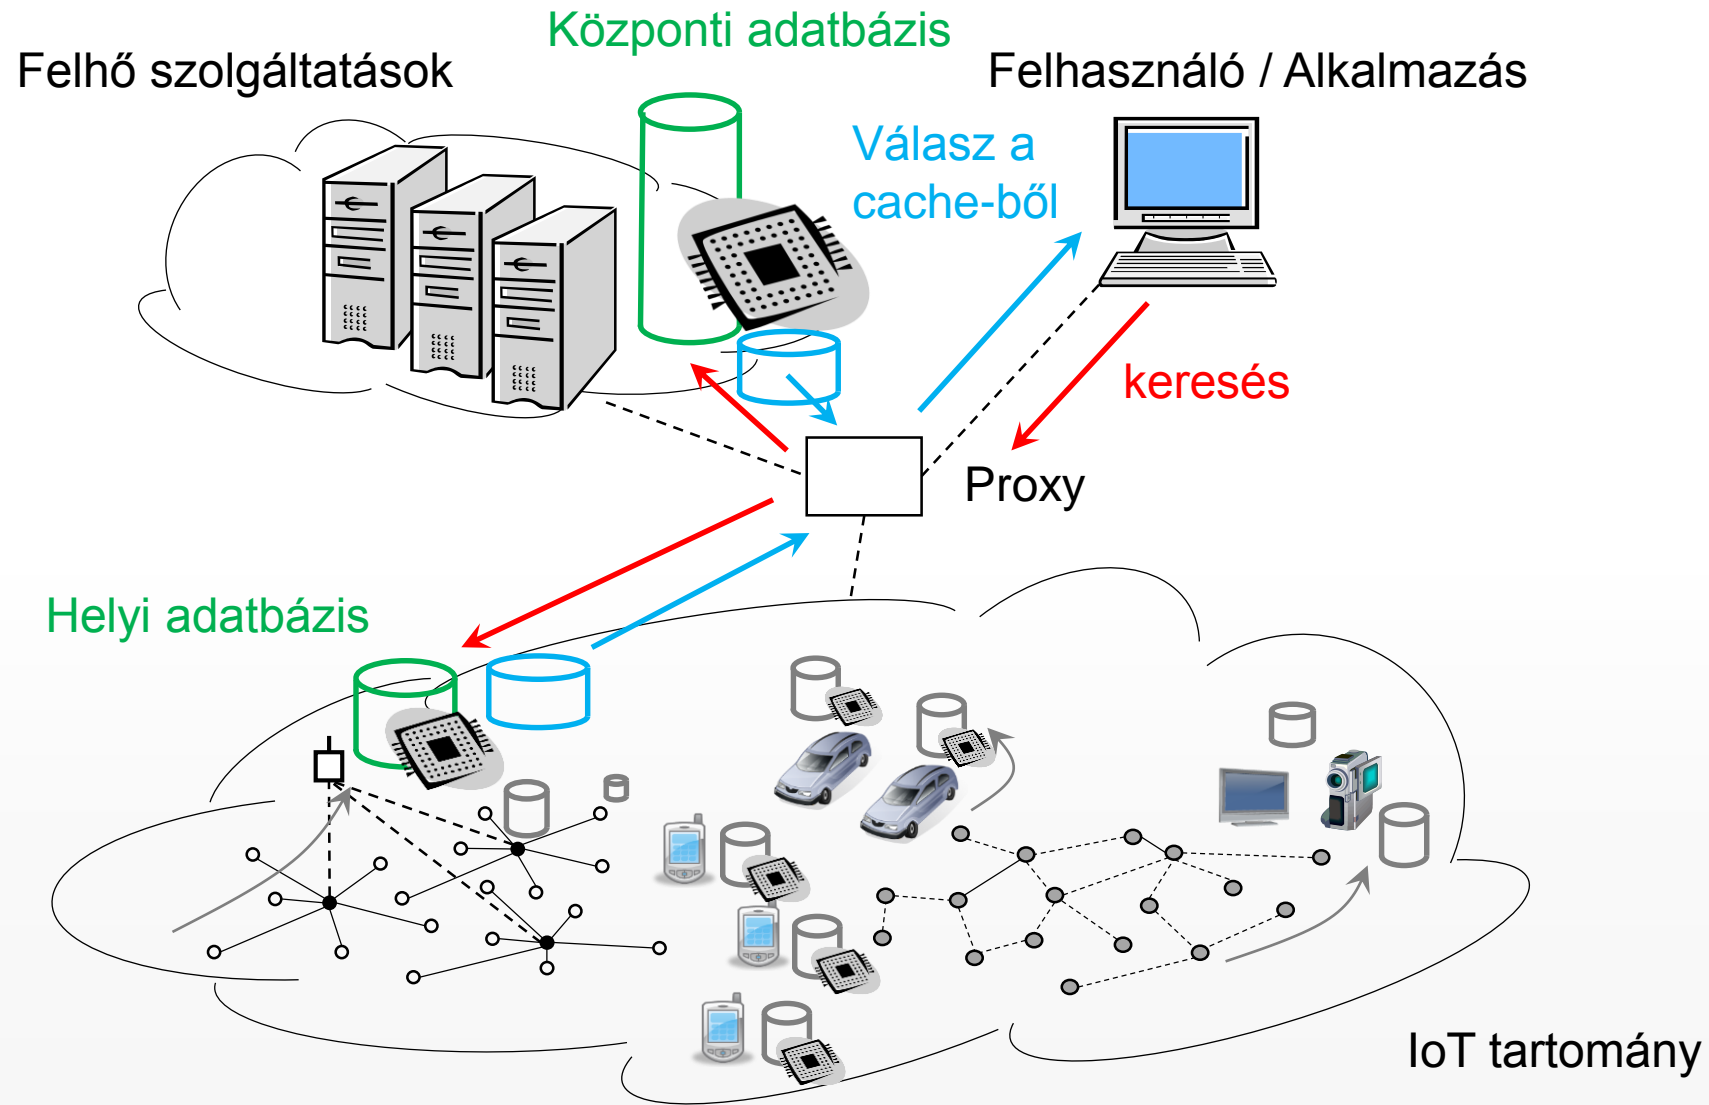 Központi adatbázis
Felhő szolgáltatások
Felhasználó / Alkalmazás
Válasz a
cache-ből
keresés
Proxy
Helyi adatbázis
IoT tartomány